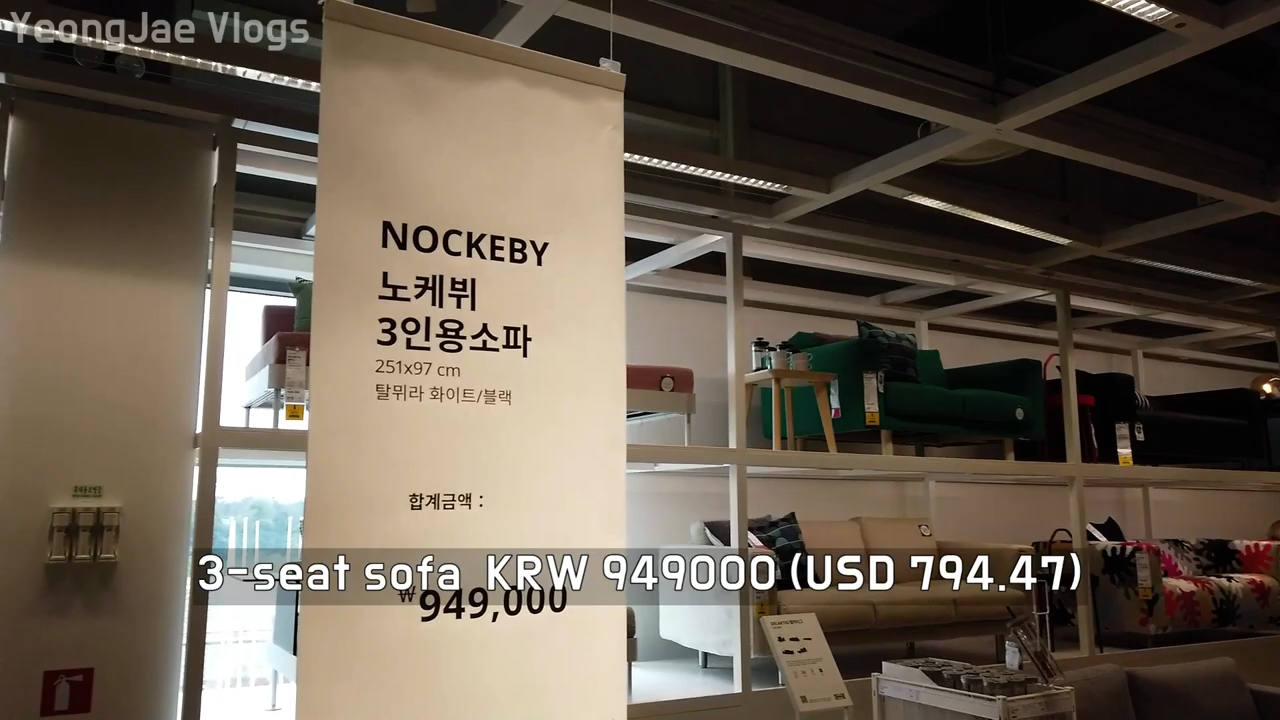 YeongJae Vlogs
NOCKEBY
노케뷔
3인용소파
251x97 cm
탈뮈라 화이트/블랙
합계금액 :
3-seat sofa KRW 949000 (USD 794.47)
₩949,000